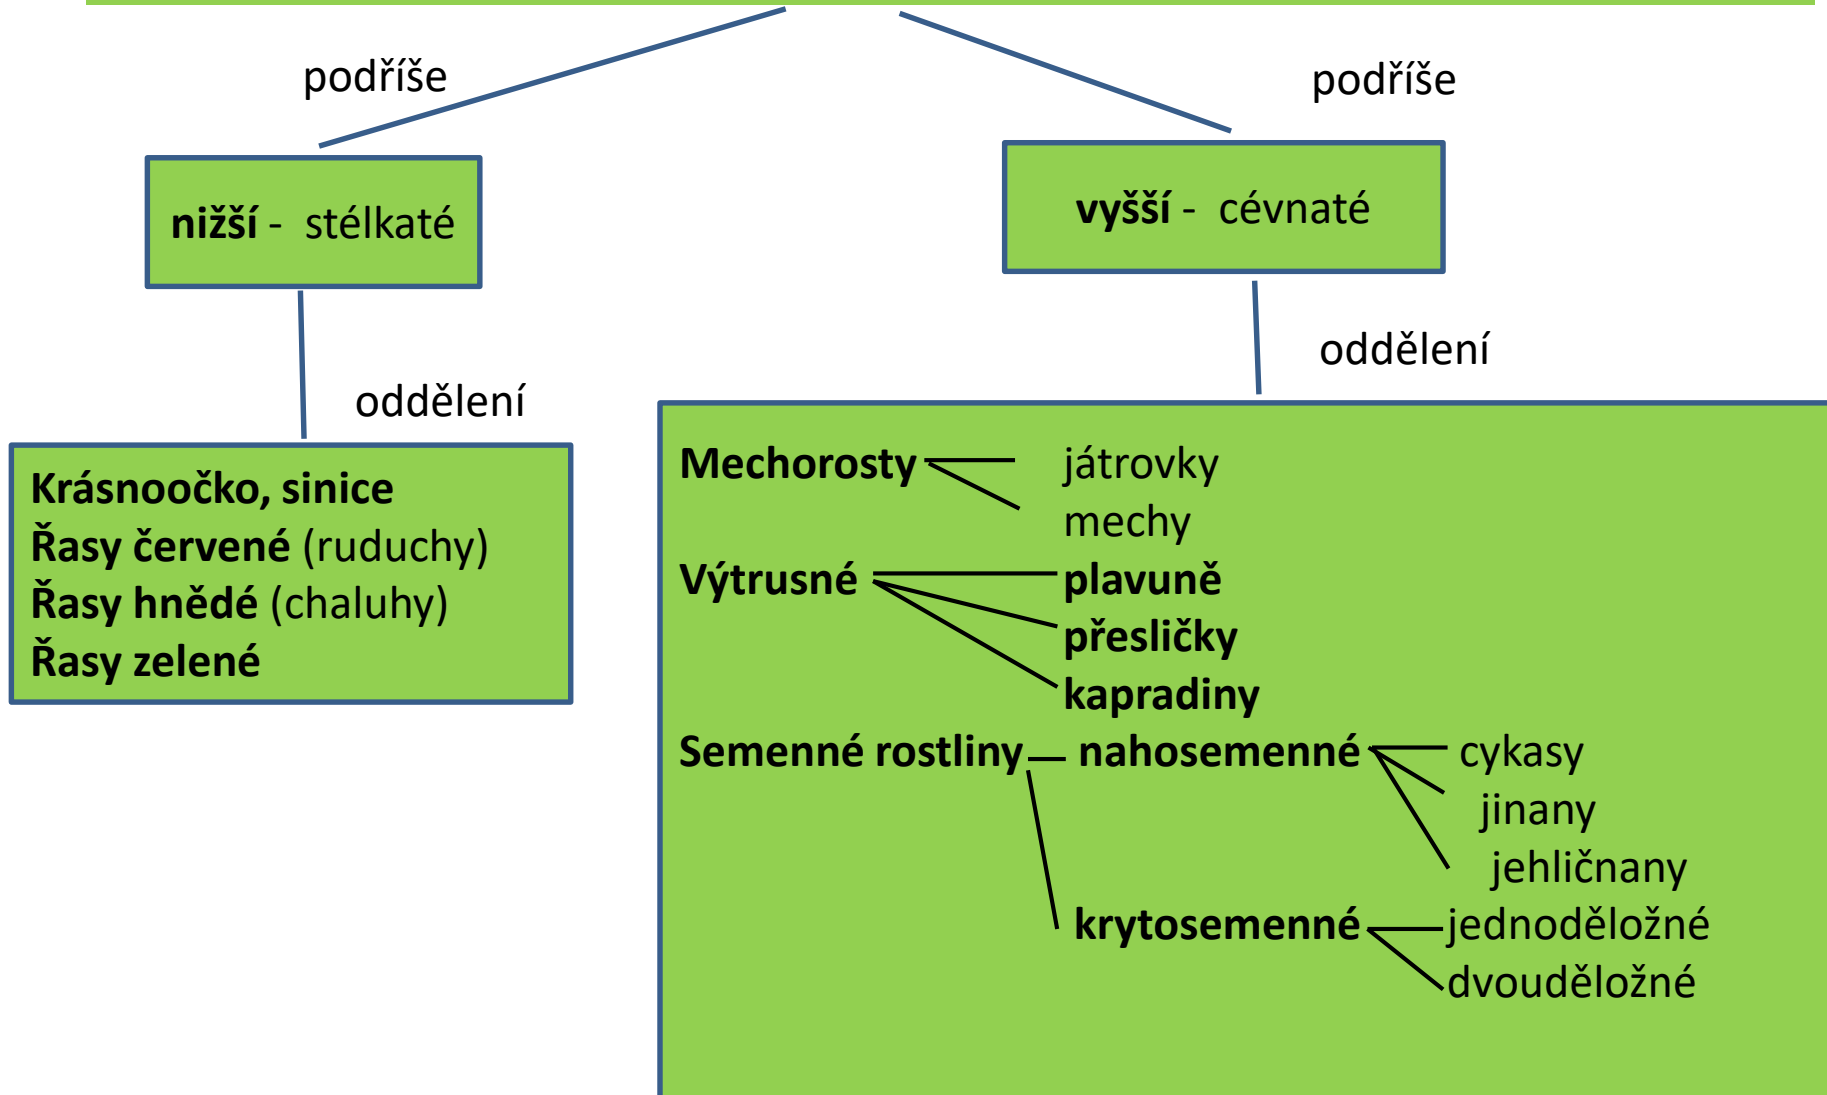 podříše
podříše
nižší - stélkaté
vyšší - cévnaté
oddělení
oddělení
Krásnoočko, sinice
Řasy červené (ruduchy)
Řasy hnědé (chaluhy)
Řasy zelené
Mechorosty játrovky
mechy
Výtrusné plavuně
přesličky
kapradiny
Semenné rostliny nahosemenné cykasy
jinany
jehličnany
krytosemenné jednoděložné
dvouděložné